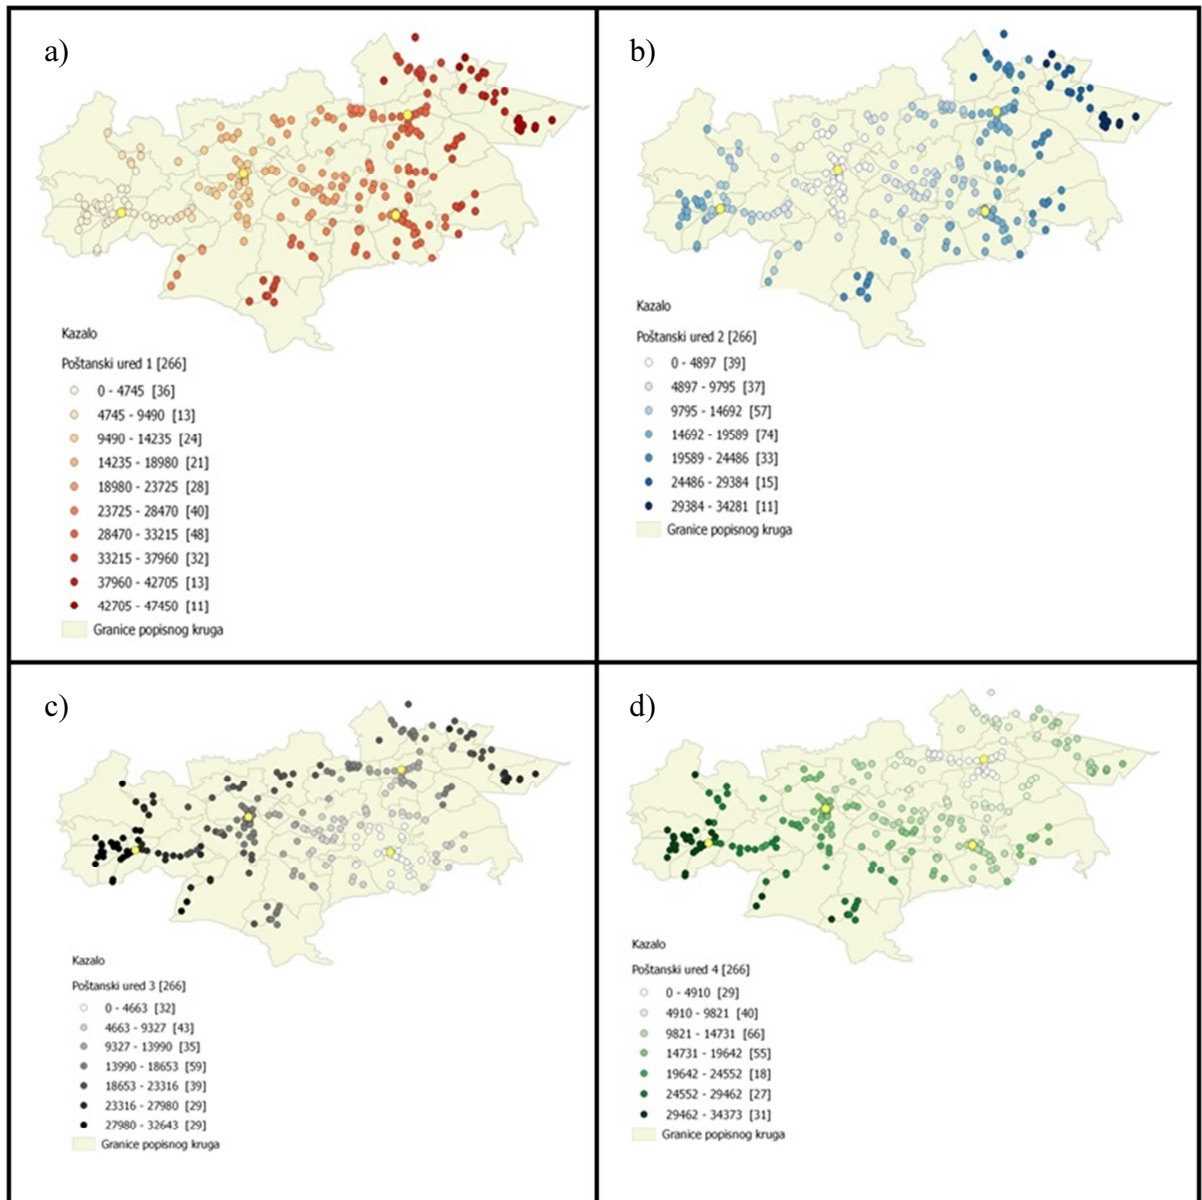 a)
Kazalo
Poštanski ured 1 [266]
0 - 4745 [36]
4745 - 9490 [13]
9490 - 14235 [24]
14235 - 18980 [21]
18980 - 23725 [28]
23725 - 28470 [40]
28470 - 33215 [48]
33215 - 37960 [32]
37960 - 42705 [13]
42705 - 47450 [11]
Granice popisnog kruga
b)
Kazalo
Poštanski ured 2 [266]
0 - 4897 [39]
4897 - 9795 [37]
9795 - 14692 [57]
14692 - 19589 [74]
19589 - 24486 [33]
24486 - 29384 [15]
29384 - 34281 [11]
Granice popisnog kruga
c)
Kazalo
Poštanski ured 3 [266]
0 - 4663 [32]
4663 - 9327 [43]
9327 - 13990 [35]
13990 - 18653 [59]
18653 - 23316 [39]
23316 - 27980 [29]
27980 - 32643 [29]
Granice popisnog kruga
d)
Kazalo
Poštanski ured 4 [266]
0 - 4910 [29]
4910 - 9821 [40]
9821 - 14731 [66]
14731 - 19642 [55]
19642 - 24552 [18]
24552 - 29462 [27]
29462 - 34373 [31]
Granice popisnog kruga